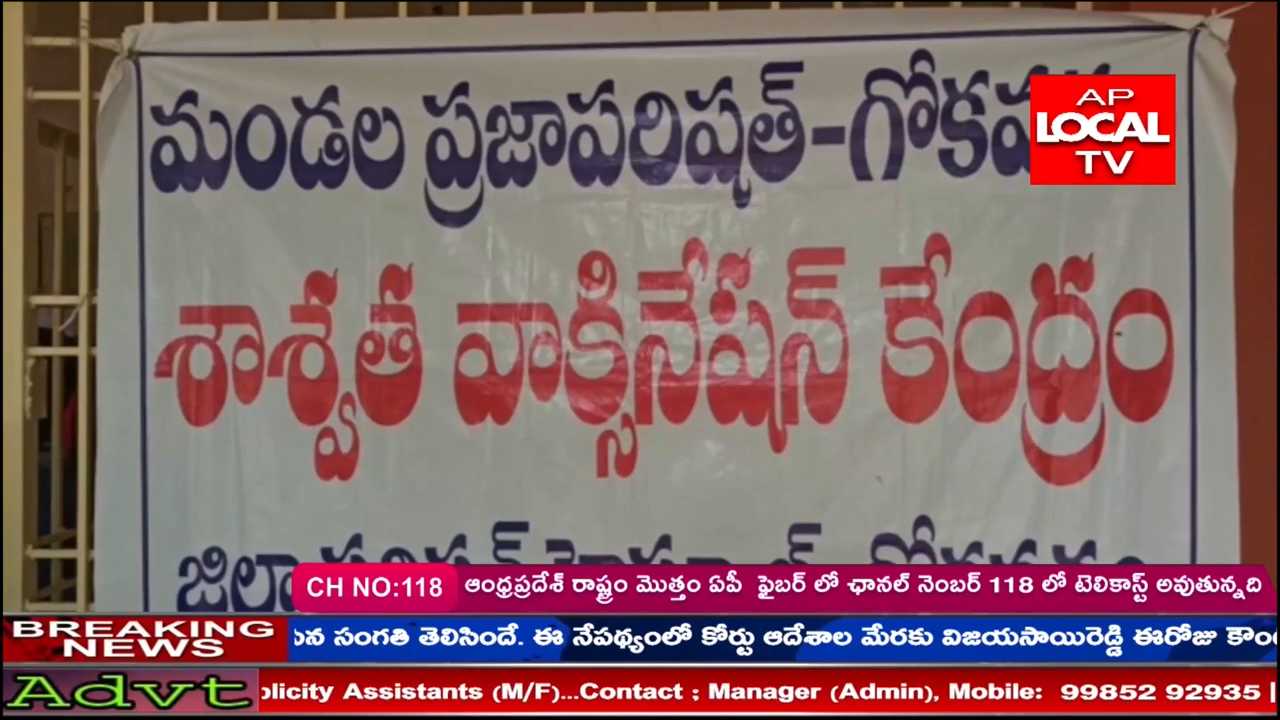 మండల ప్రజాపరిషత్-గోకవ
AP
LOCAL
TV
శాశ్వత వాక్సినేషన్ కేంద్రం
CH NO:118 ఆంధ్రప్రదేశ్ రాష్ట్రం మొత్తం ఏపీ ఫైబర్ లో ఛానల్ నెంబర్ 118 లో టెలికాస్ట్ అవుతున్నది
BREAKING NEWS
సంగతి తెలిసిందే. ఈ నేపథ్యంలో కోర్టు ఆదేశాల మేరకు విజయసాయిరెడ్డి ఈరోజు
Advt
Assistants (M/F)...Contact ; Manager (Admin), Mobile: 99852 92935